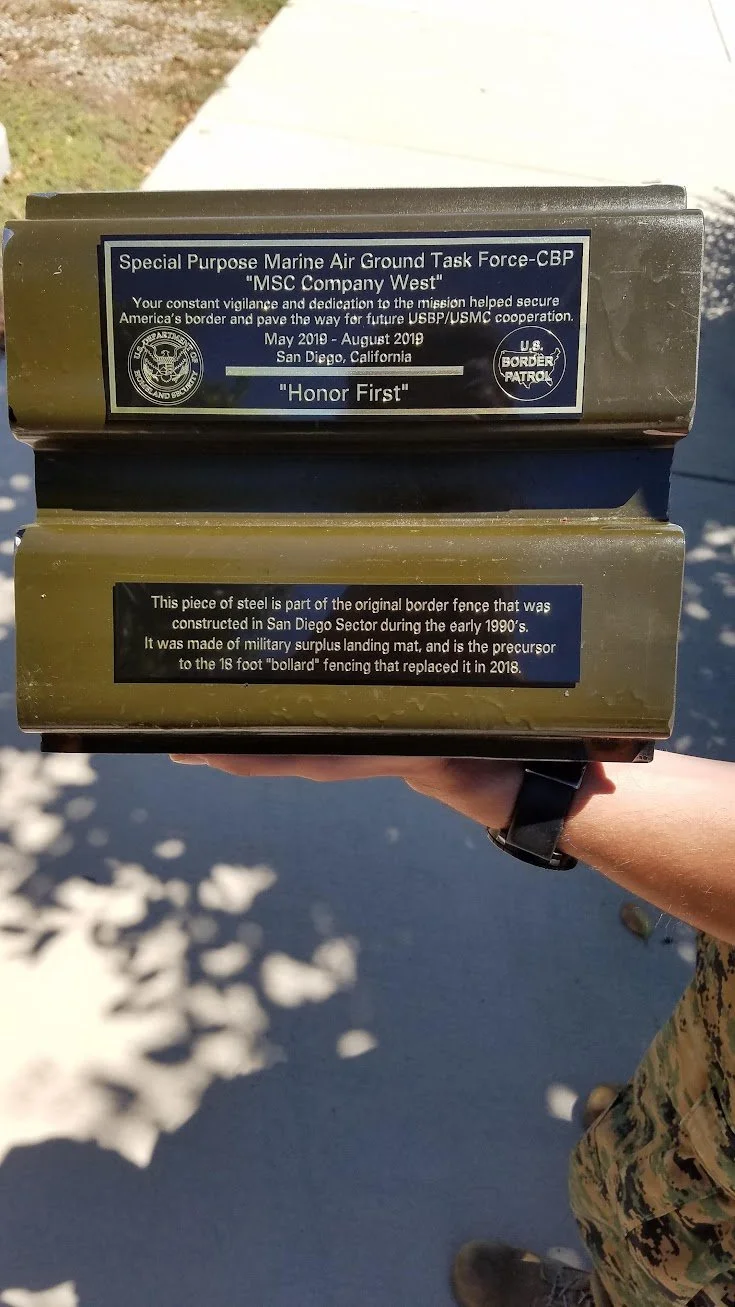 Special Purpose Marine Air Ground Task Force-CBP
"MSC Company West"
Your constant vigilance and dedication to the mission helped secure
America's border and pave the way for future USBP/USMC cooperation.
May 2019 - August 2019
San Diego, California
"Honor First"
U.S. DEPARTMENT OF
HOMELAND SECURITY
U.S.
BORDER
PATROL
This piece of steel is part of the original border fence that was
constructed in San Diego Sector during the early 1990's.
It was made of military surplus landing mat, and is the precursor
to the 18 foot "bollard" fencing that replaced it in 2018.